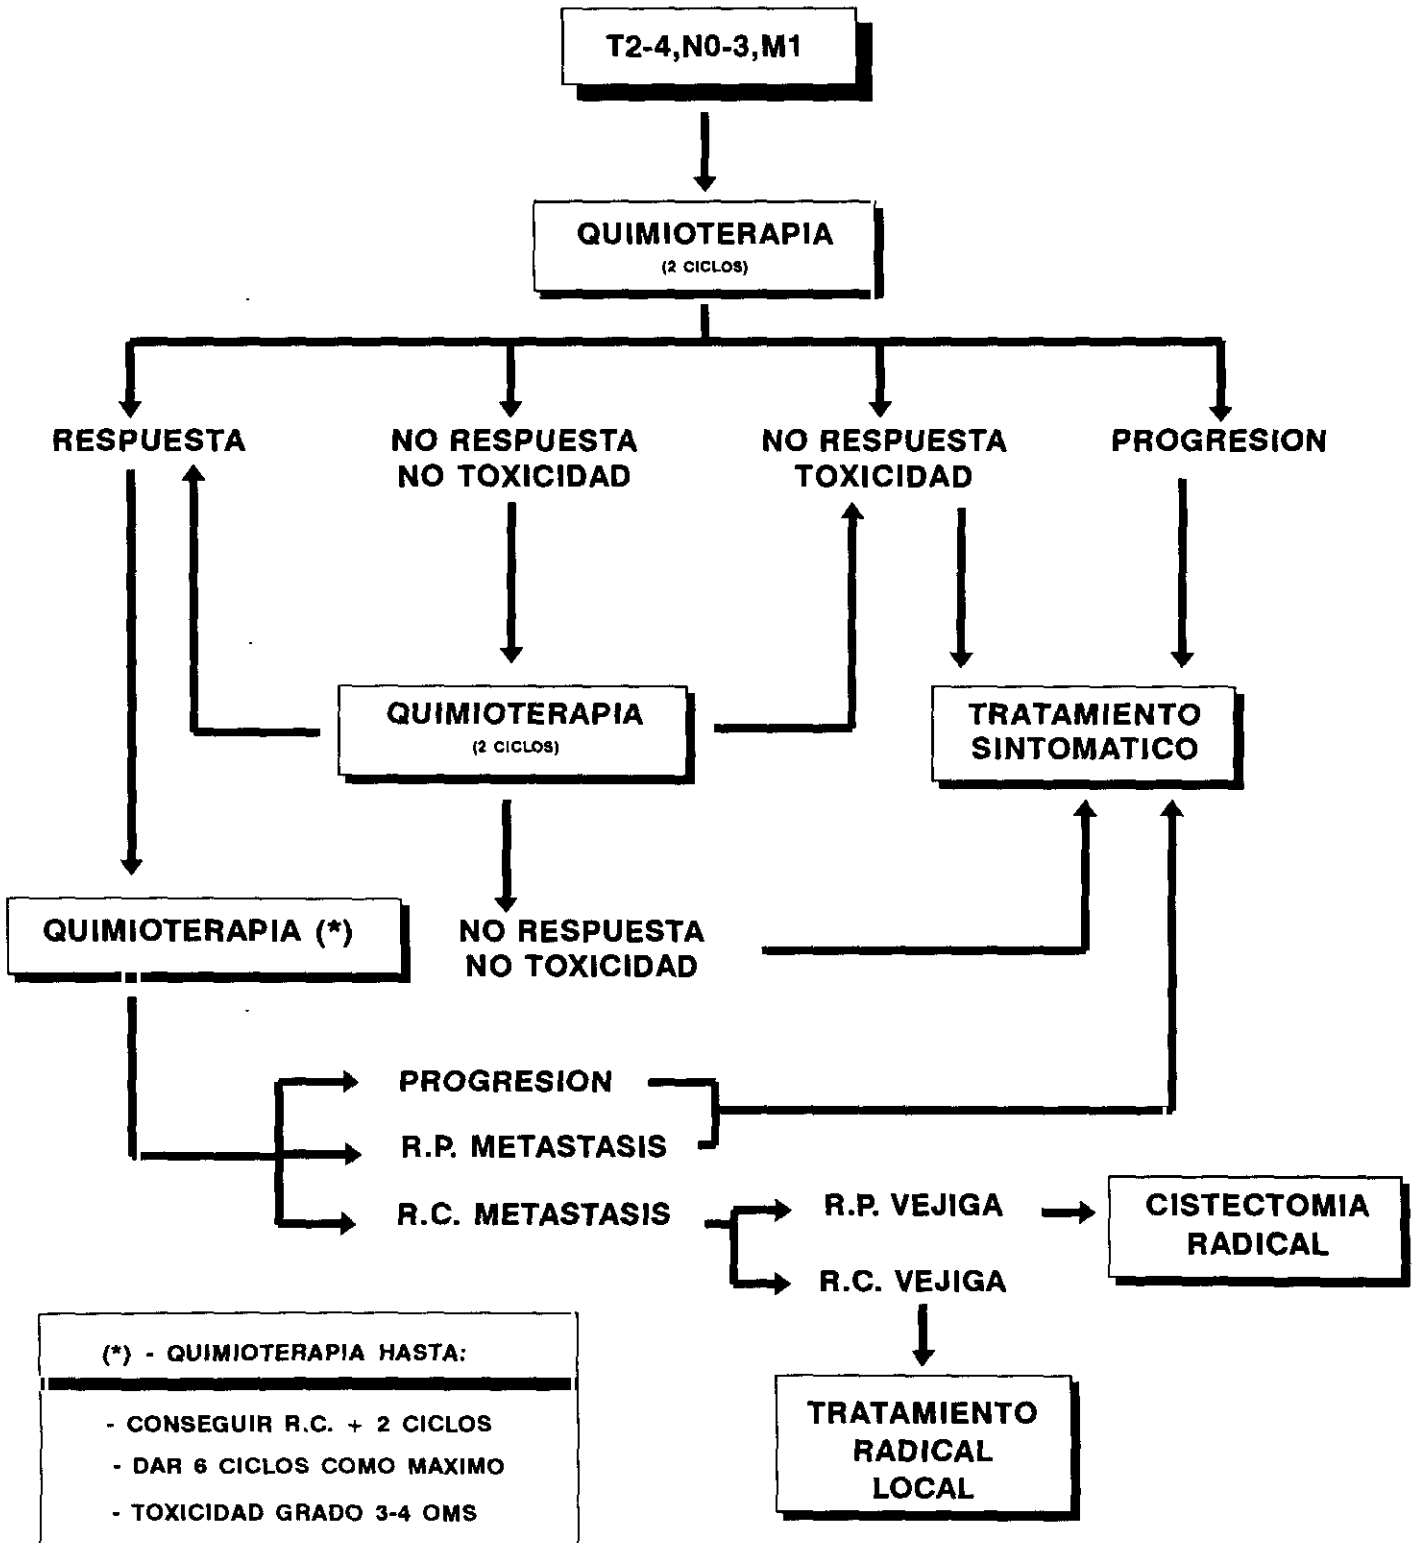 T2-4,N0-3,M1
QUIMIOTERAPIA
(2 CICLOS)
RESPUESTA
NO RESPUESTA
NO TOXICIDAD
NO RESPUESTA
TOXICIDAD
PROGRESION
QUIMIOTERAPIA
(2 CICLOS)
TRATAMIENTO
SINTOMATICO
QUIMIOTERAPIA (*)
NO RESPUESTA
NO TOXICIDAD
PROGRESION
R.P. METASTASIS
R.C. METASTASIS
R.P. VEJIGA
CISTECTOMIA
RADICAL
R.C. VEJIGA
TRATAMIENTO
RADICAL
LOCAL
(*) - QUIMIOTERAPIA HASTA:
- CONSEGUIR R.C. + 2 CICLOS
- DAR 6 CICLOS COMO MAXIMO
- TOXICIDAD GRADO 3-4 OMS